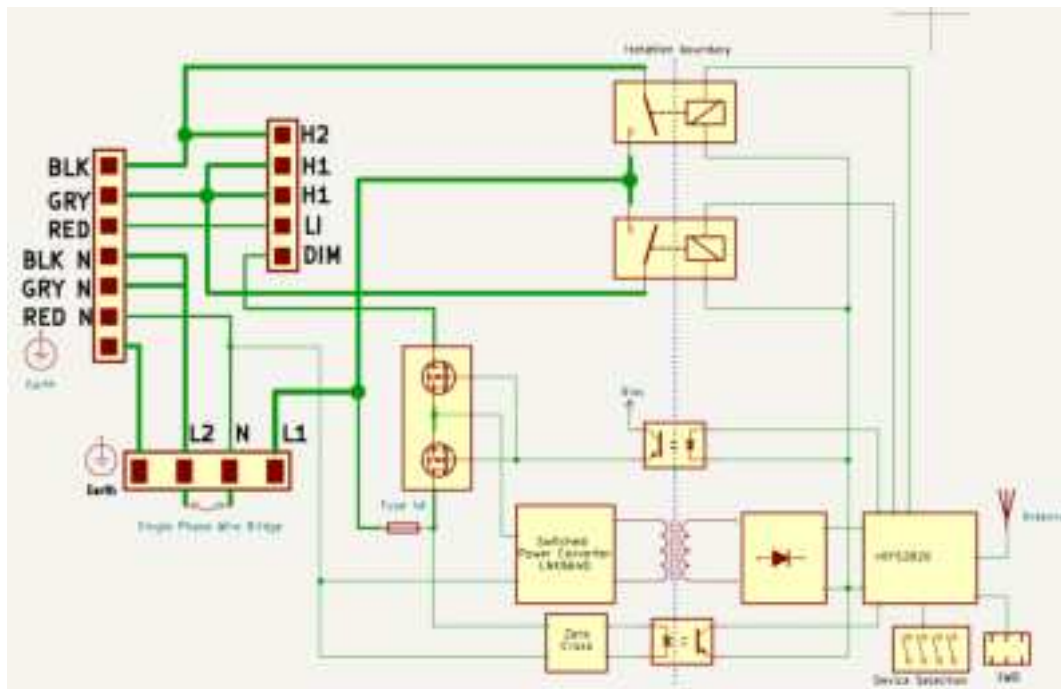 Isolation boundary
H2
BLK
H1
GRY
H1
RED
LI
BLK N
DIM
GRY N
RED N
Earth
L2 N L1
Earth
Single Phase Wire Bridge
Switched
Power Converter
Zero
Cross
Device Selection